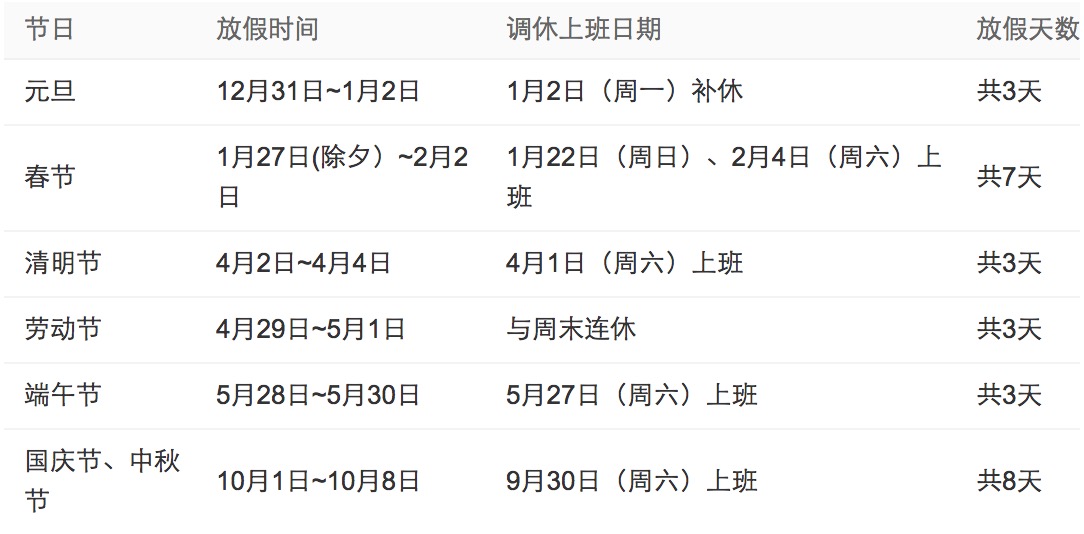 节日 放假时间 调休上班日期 放假天数
元旦 12月31日~1月2日 1月2日（周一）补休 共3天
春节 1月27日(除夕）~2月2日 1月22日（周日）、2月4日（周六）上班 共7天
清明节 4月2日~4月4日 4月1日（周六）上班 共3天
劳动节 4月29日~5月1日 与周末连休 共3天
端午节 5月28日~5月30日 5月27日（周六）上班 共3天
国庆节、中秋节 10月1日~10月8日 9月30日（周六）上班 共8天